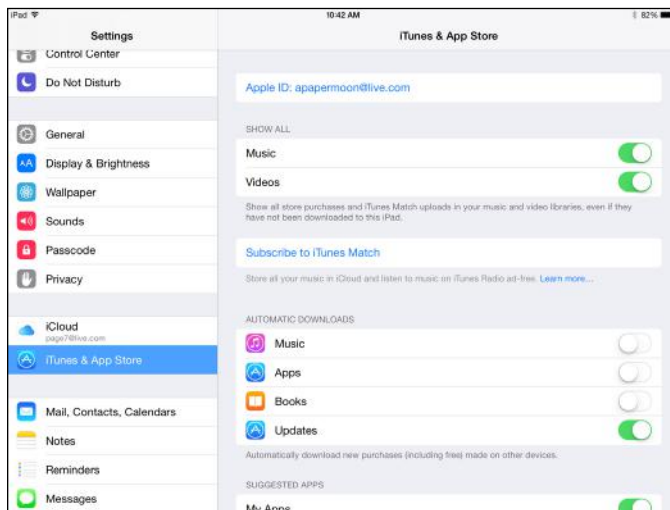 iPad 10:42 AM 82%
Settings
iTunes & App Store
Control Center
Do Not Disturb
General
Display & Brightness
Wallpaper
Sounds
Passcode
Privacy
iCloud
page7@live.com
iTunes & App Store
Mail, Contacts, Calendars
Notes
Reminders
Messages
Apple ID: apapermoon@live.com
SHOW ALL
Music
Videos
Show all store purchases and iTunes Match uploads in your music and video libraries, even if they
have not been downloaded to this iPad.
Subscribe to iTunes Match
Store all your music in iCloud and listen to music on iTunes Radio ad-free. Learn more...
AUTOMATIC DOWNLOADS
Music
Apps
Books
Updates
Automatically download new purchases (including free) made on other devices.
SUGGESTED APPS
My Apps